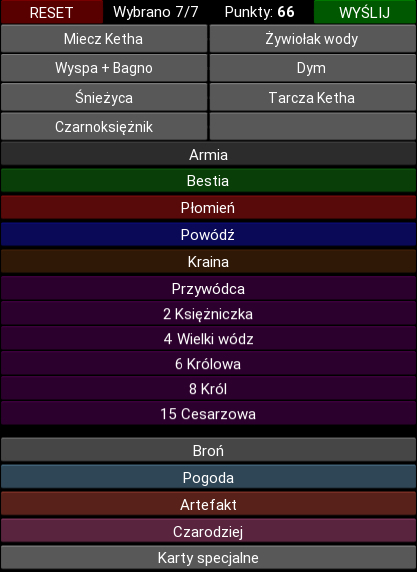 RESET Wybrano 7/7 Punkty: 66 WYŚLIJ
Miecz Ketha Żywiołak wody
Wyspa + Bagno Dym
Śnieżyca Tarcza Ketha
Czarnoksiężnik
Armia
Bestia
Płomień
Powódź
Kraina
Przywódca
2 Księżniczka
4 Wielki wódz
6 Królowa
8 Król
15 Cesarzowa
Broń
Pogoda
Artefakt
Czarodziej
Karty specjalne